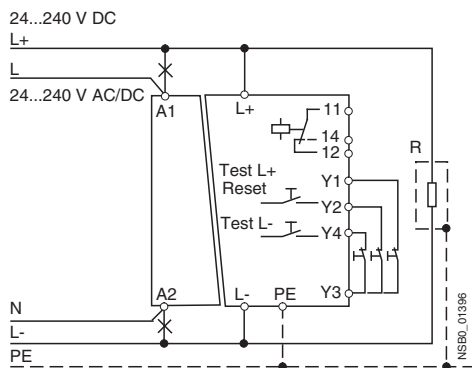 24...240 V DC
L+
L
24...240 V AC/DC
A1
L+
11
14
12
R
Test L+
Reset
Y1
Y2
Test L-
Y4
A2
L-
PE
Y3
N
L-
PE
NSB0_01396